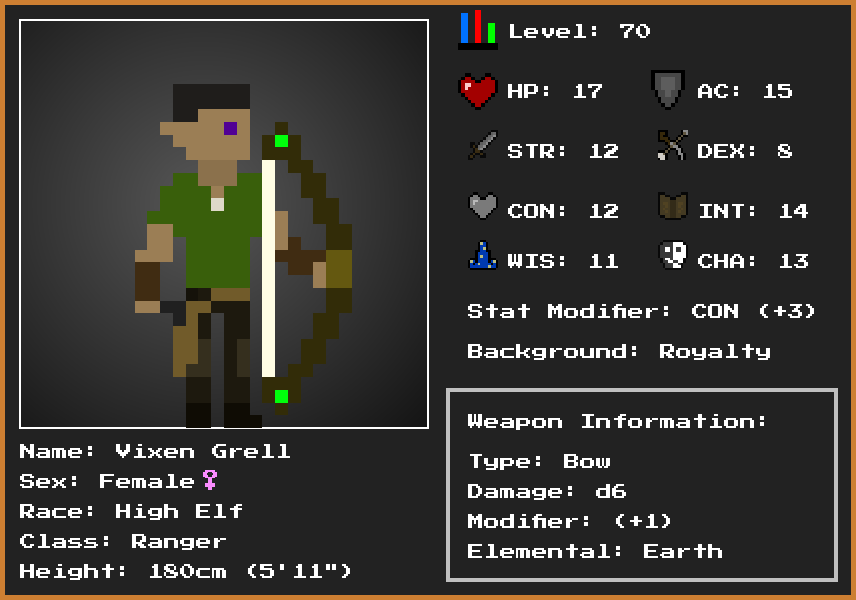 Level: 70
HP: 17 AC: 15
STR: 12 DEX: 8
CON: 12 INT: 14
WIS: 11 CHA: 13
Stat Modifier: CON (+3)
Background: Royalty
Weapon Information:
Type: Bow
Damage: d6
Modifier: (+1)
Elemental: Earth
Name: Vixen Grell
Sex: Female♀
Race: High Elf
Class: Ranger
Height: 180cm (5'11")